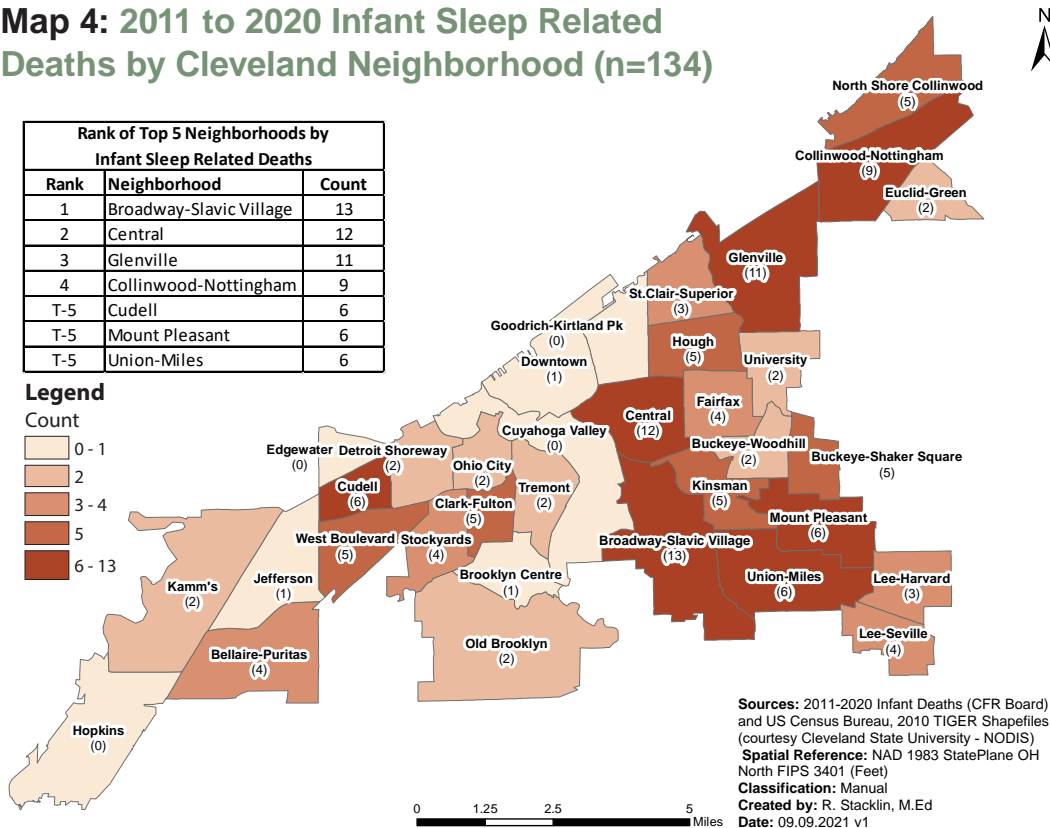 Map 4: 2011 to 2020 Infant Sleep Related
Deaths by Cleveland Neighborhood (n=134)
N
Rank of Top 5 Neighborhoods by
Infant Sleep Related Deaths
Rank Neighborhood Count
1 Broadway-Slavic Village 13
2 Central 12
3 Glenville 11
4 Collinwood-Nottingham 9
T-5 Cudell 6
T-5 Mount Pleasant 6
T-5 Union-Miles 6
Legend
Count
0 - 1
2
3 - 4
5
6 - 13
North Shore Collinwood
(5)
Collinwood-Nottingham
(9)
Euclid-Green
(2)
Glenville
(11)
St.Clair-Superior
(3)
Goodrich-Kirtland Pk
(0)
Downtown
(1)
Hough
(5)
University
(2)
Fairfax
(4)
Central
(12)
Cuyahoga Valley
(0)
Buckeye-Woodhill
(2)
Buckeye-Shaker Square
(5)
Edgewater
(0)
Detroit Shoreway
(2)
Ohio City
(2)
Cudell
(6)
Tremont
(2)
Kinsman
(5)
Clark-Fulton
(5)
Mount Pleasant
(6)
West Boulevard
(5)
Stockyards
(4)
Broadway-Slavic Village
(13)
Brooklyn Centre
(1)
Union-Miles
(6)
Lee-Harvard
(3)
Jefferson
(1)
Kamm's
(2)
Lee-Seville
(4)
Old Brooklyn
(2)
Bellaire-Puritas
(4)
Hopkins
(0)
Sources: 2011-2020 Infant Deaths (CFR Board)
and US Census Bureau, 2010 TIGER Shapefiles
(courtesy Cleveland State University - NODIS)
Spatial Reference: NAD 1983 StatePlane OH
North FIPS 3401 (Feet)
Classification: Manual
Created by: R. Stacklin, M.Ed
Date: 09.09.2021 v1
0 1.25 2.5 5
Miles